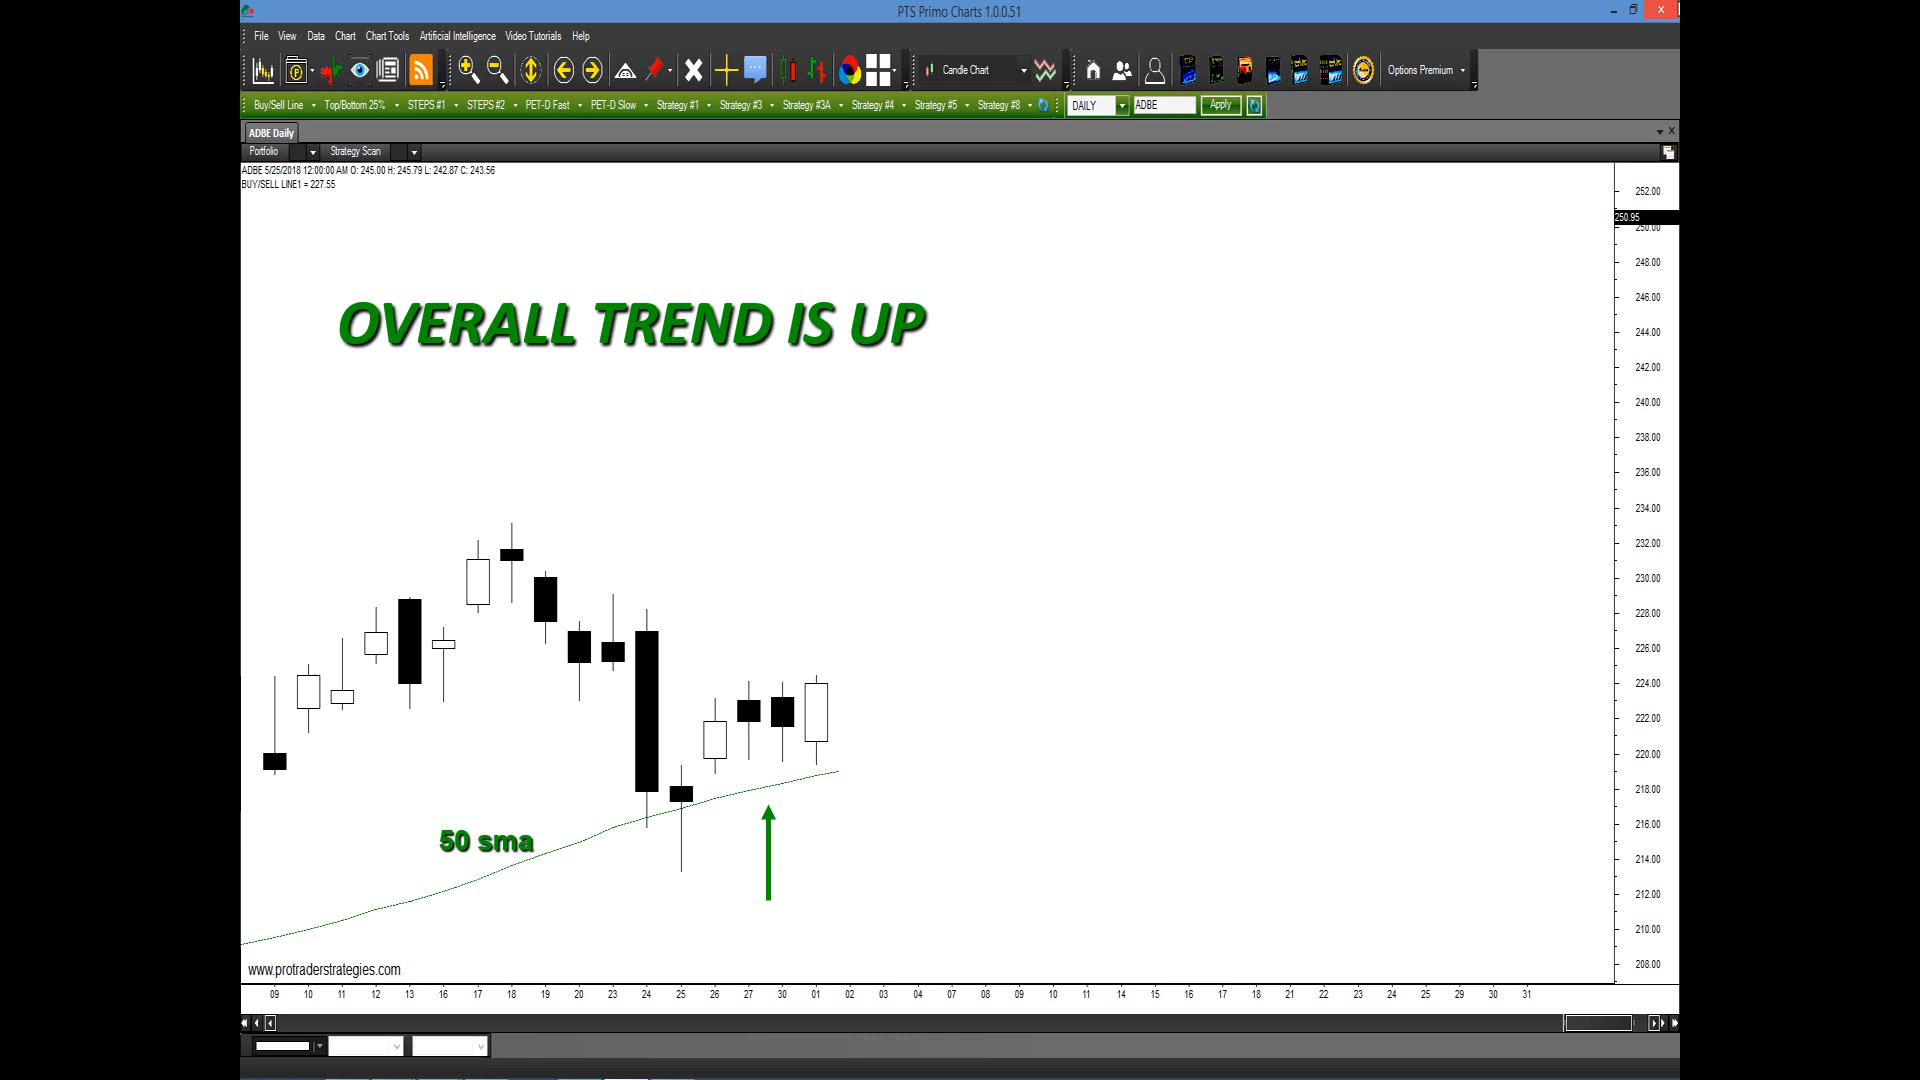 PTS Primo Charts 1.0.0.51
File View Data Chart Chart Tools Artificial Intelligence Video Tutorials Help
Candle Chart Options Premium
Buy/Sell Line Top/Bottom 25% STEPS #1 STEPS #2 PET-D Fast PET-D Slow Strategy #1 Strategy #3 Strategy #3A Strategy #4 Strategy #5 Strategy #8 DAILY ADBE Apply
ADBE Daily
Portfolio Strategy Scan
ADBE 5/25/2018 12:00:00 AM O: 245.00 H: 245.79 L: 242.87 C: 243.56
BUY/SELL LINE1 = 227.55
252.00
250.95
250.00
248.00
246.00
OVERALL TREND IS UP
244.00
242.00
240.00
238.00
236.00
234.00
232.00
230.00
228.00
226.00
224.00
222.00
220.00
218.00
216.00
50 sma
214.00
212.00
210.00
208.00
www.protraderstrategies.com
09 10 11 12 13 16 17 18 19 20 23 24 25 26 27 30 01 02 03 04 07 08 09 10 11 14 15 16 17 18 21 22 23 24 25 29 30 31